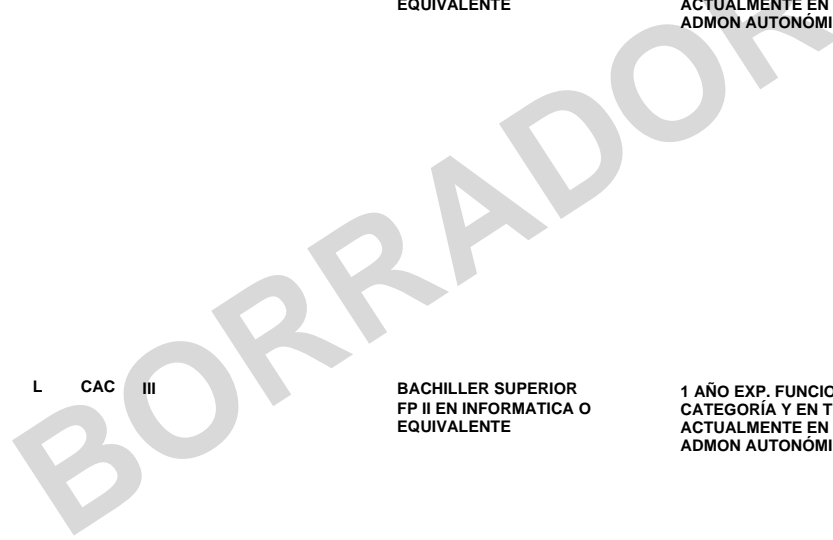 EQUIVALENTE
ACTUALMENTE EN
ADMON AUTONÓMI
BORRADOR
L CAC III
BACHILLER SUPERIOR
FP II EN INFORMATICA O
EQUIVALENTE
1 AÑO EXP. FUNCIO
CATEGORÍA Y EN T
ACTUALMENTE EN
ADMON AUTONÓMI